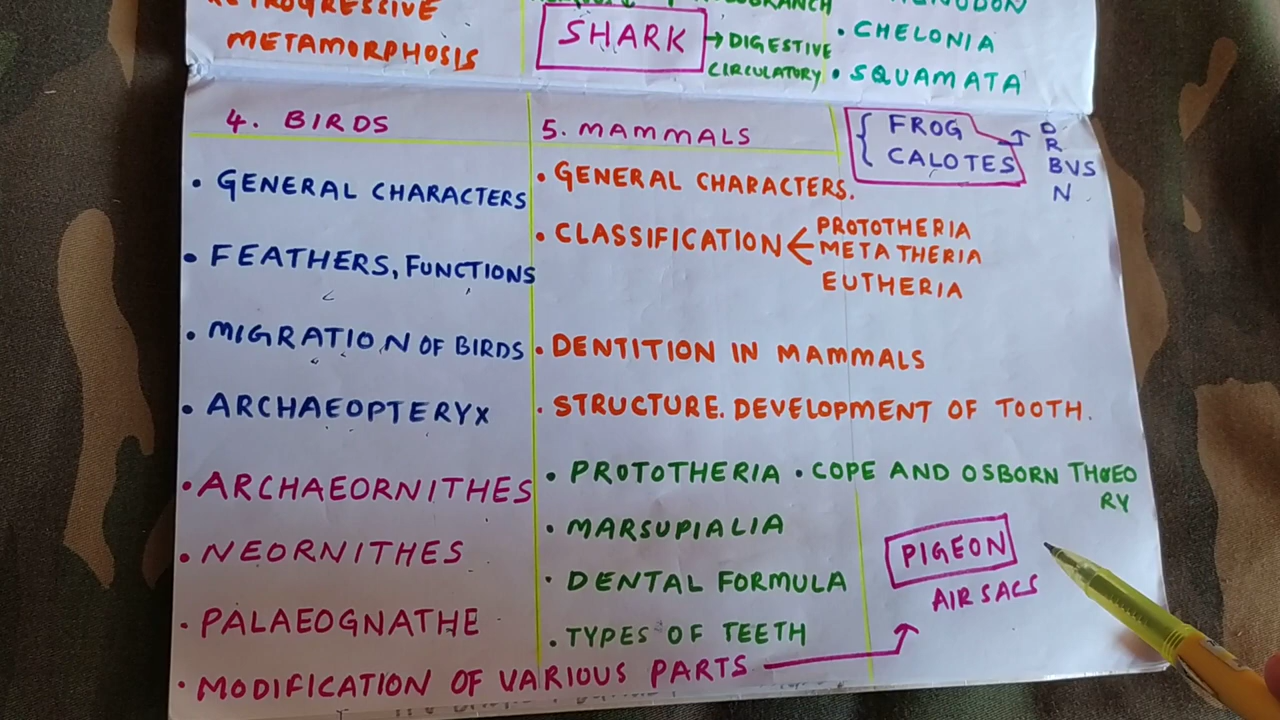 RETROGRESSIVE
METAMORPHOSIS
SHARK → DIGESTIVE
CIRCULATORY
• CHELONIA
• SQUAMATA
4. BIRDS
• GENERAL CHARACTERS
• FEATHERS, FUNCTIONS
• MIGRATION OF BIRDS
• ARCHAEOPTERYX
• ARCHAEORNITHES
• NEORNITHES
• PALAEOGNATHE
• MODIFICATION OF VARIOUS PARTS
5. MAMMALS
• GENERAL CHARACTERS.
• CLASSIFICATION
PROTOTHERIA
METATHERIA
EUTHERIA
• DENTITION IN MAMMALS
• STRUCTURE. DEVELOPMENT OF TOOTH.
• PROTOTHERIA • COPE AND OSBORN THOEO
RY
• MARSUPIALIA
• DENTAL FORMULA
• TYPES OF TEETH
FROG
CALOTES
D
R
BVS
N
PIGEON
AIR SACS